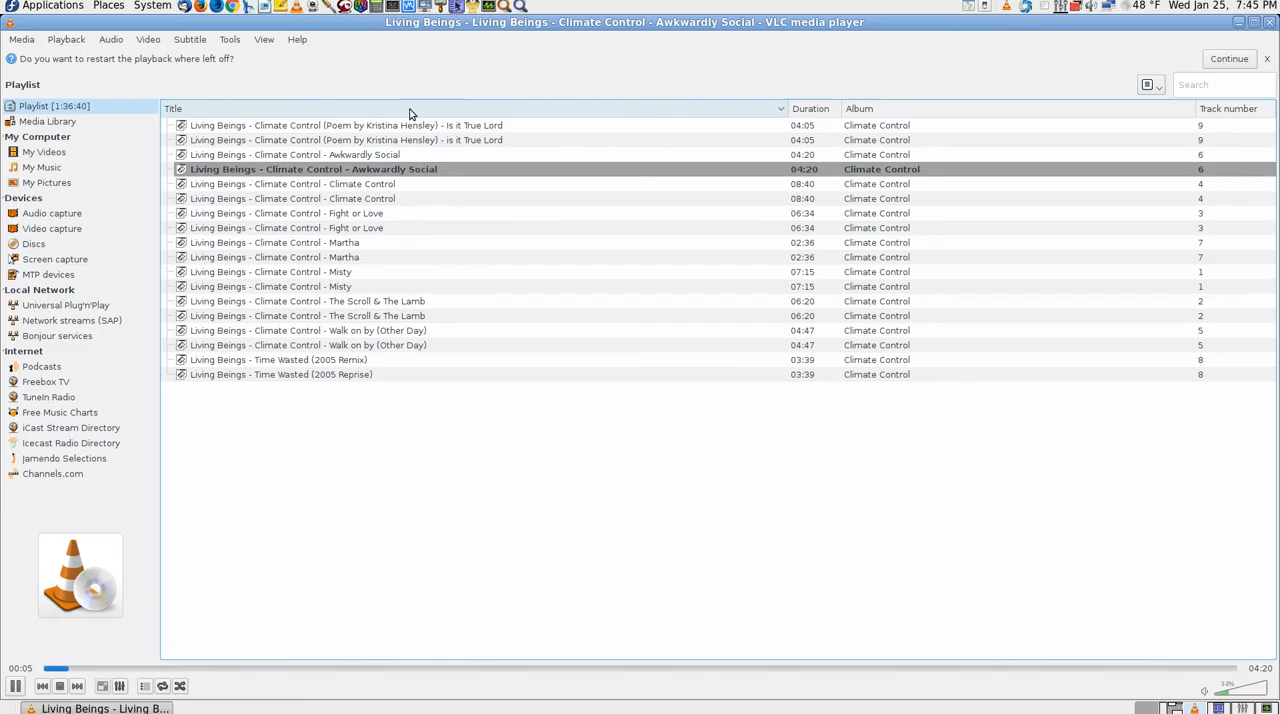 Applications Places System 48 °F Wed Jan 25, 7:45 PM
Living Beings - Living Beings - Climate Control - Awkwardly Social - VLC media player
Media Playback Audio Video Subtitle Tools View Help
Do you want to restart the playback where left off? Continue X
Playlist Search
Playlist [1:36:40]
Media Library
My Computer
My Videos
My Music
My Pictures
Devices
Audio capture
Video capture
Discs
Screen capture
MTP devices
Local Network
Universal Plug'n'Play
Network streams (SAP)
Bonjour services
Internet
Podcasts
Freebox TV
TuneIn Radio
Free Music Charts
iCast Stream Directory
Icecast Radio Directory
Jamendo Selections
Channels.com
Title Duration Album Track number
Living Beings - Climate Control (Poem by Kristina Hensley) - Is it True Lord 04:05 Climate Control 9
Living Beings - Climate Control (Poem by Kristina Hensley) - is it True Lord 04:05 Climate Control 9
Living Beings - Climate Control - Awkwardly Social 04:20 Climate Control 6
Living Beings - Climate Control - Awkwardly Social 04:20 Climate Control 6
Living Beings - Climate Control - Climate Control 08:40 Climate Control 4
Living Beings - Climate Control - Climate Control 08:40 Climate Control 4
Living Beings - Climate Control - Fight or Love 06:34 Climate Control 3
Living Beings - Climate Control - Fight or Love 06:34 Climate Control 3
Living Beings - Climate Control - Martha 02:36 Climate Control 7
Living Beings - Climate Control - Martha 02:36 Climate Control 7
Living Beings - Climate Control - Misty 07:15 Climate Control 1
Living Beings - Climate Control - Misty 07:15 Climate Control 1
Living Beings - Climate Control - The Scroll & The Lamb 06:20 Climate Control 2
Living Beings - Climate Control - The Scroll & The Lamb 06:20 Climate Control 2
Living Beings - Climate Control - Walk on by (Other Day) 04:47 Climate Control 5
Living Beings - Climate Control - Walk on by (Other Day) 04:47 Climate Control 5
Living Beings - Time Wasted (2005 Remix) 03:39 Climate Control 8
Living Beings - Time Wasted (2005 Reprise) 03:39 Climate Control 8
00:05 04:20
34%
Living Beings - Living B...